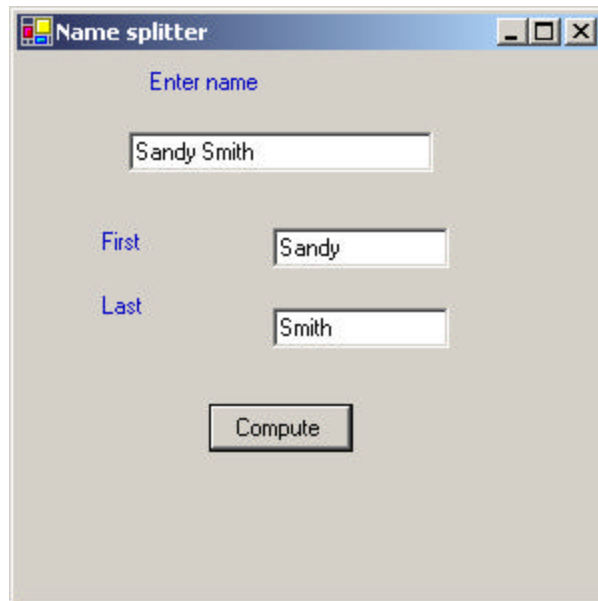 Name splitter
Enter name
Sandy Smith
First
Sandy
Last
Smith
Compute